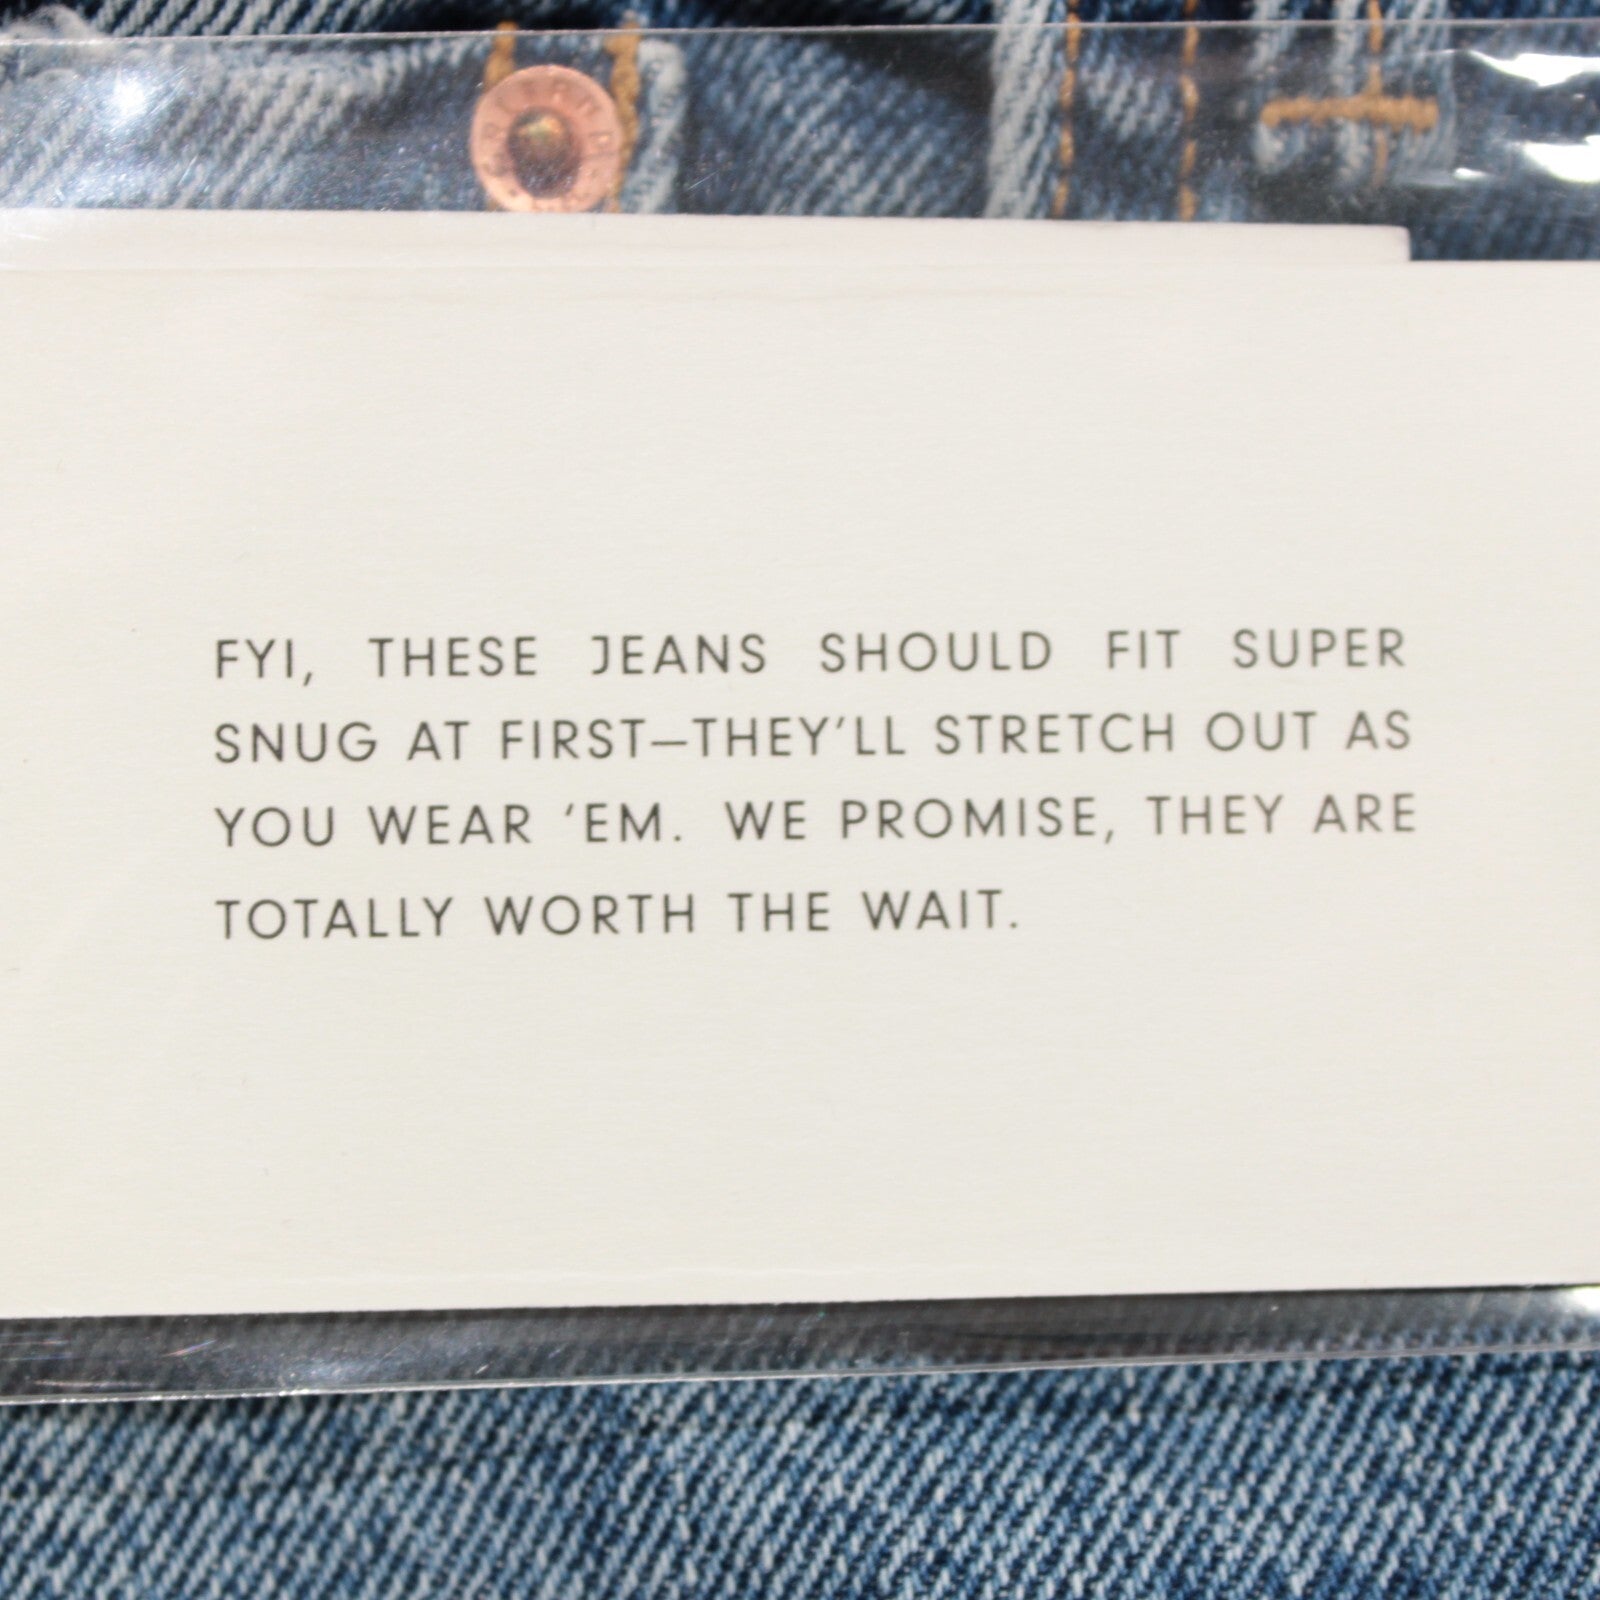 FYI, THESE JEANS SHOULD FIT SUPER
SNUG AT FIRST—THEY'LL STRETCH OUT AS
YOU WEAR 'EM. WE PROMISE, THEY ARE
TOTALLY WORTH THE WAIT.